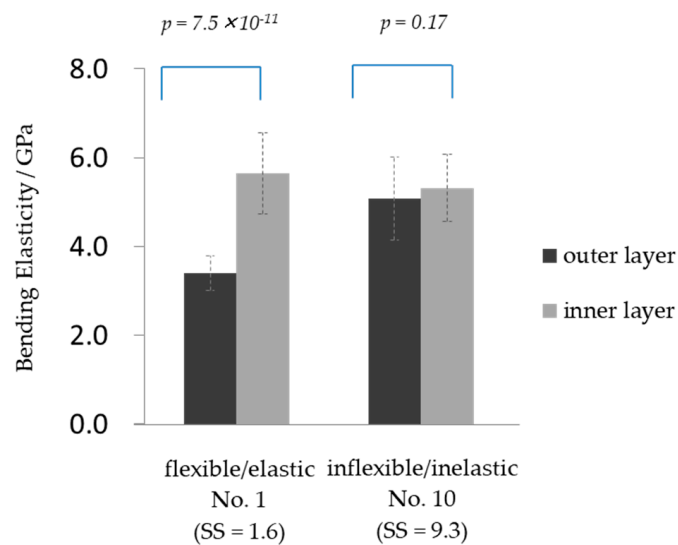 p = 7.5 ×10-11
p = 0.17
8.0
6.0
4.0
2.0
0.0
Bending Elasticity / GPa
outer layer
inner layer
flexible/elastic
No. 1
(SS = 1.6)
inflexible/inelastic
No. 10
(SS = 9.3)